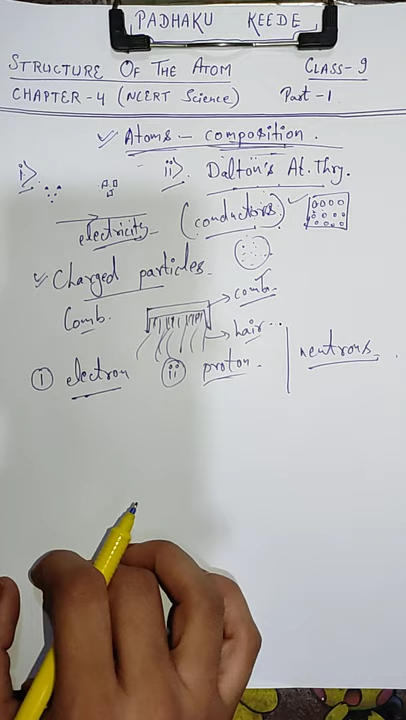 PADHAKU KEEDE
STRUCTURE OF THE ATOM CLASS-9
CHAPTER-4 (NCERT Science) Part-1
Atoms - composition.
i> ii> Dalton's At. Thry.
electricity (conductors)
Charged particles.
Comb. comb.
hair...
① electron ⅱ proton. neutrons.